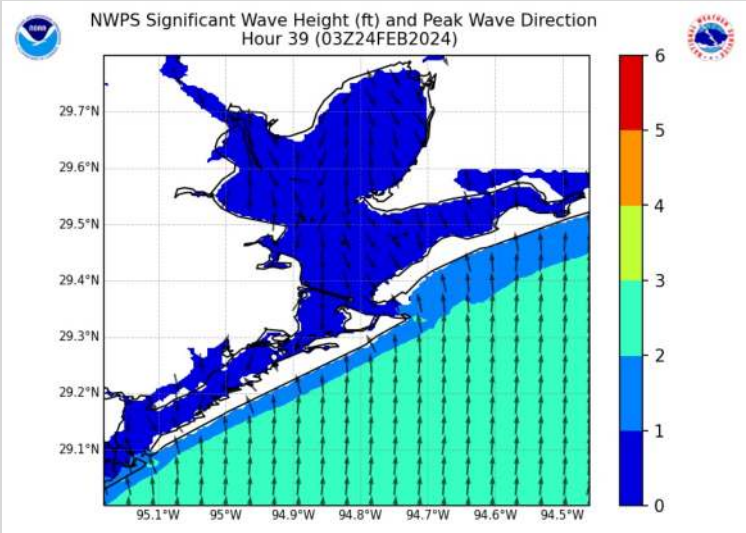 NWPS Significant Wave Height (ft) and Peak Wave Direction
Hour 39 (03Z24FEB2024)
NOAA
29.7°N
29.6°N
29.5°N
29.4°N
29.3°N
29.2°N
29.1°N
95.1°W 95°W 94.9°W 94.8°W 94.7°W 94.6°W 94.5°W
6
5
4
3
2
1
0